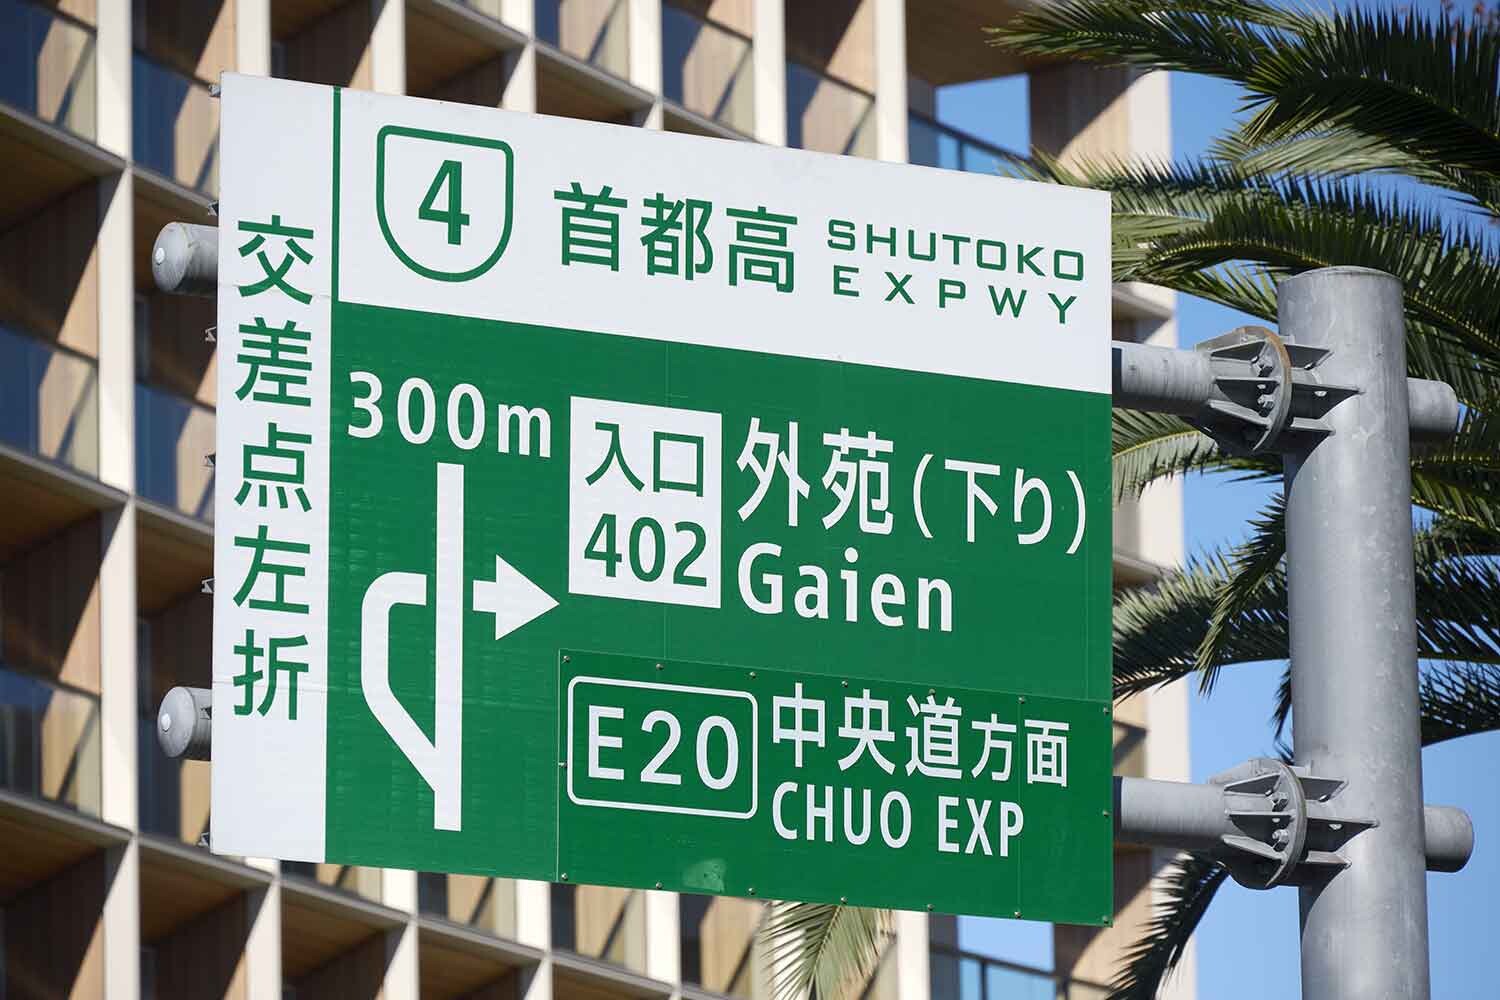 交差点左折
4
首都高
SHUTOKO
EXPWY
300m
入口
402
外苑(下り)
Gaien
E20
中央道方面
CHUO EXP